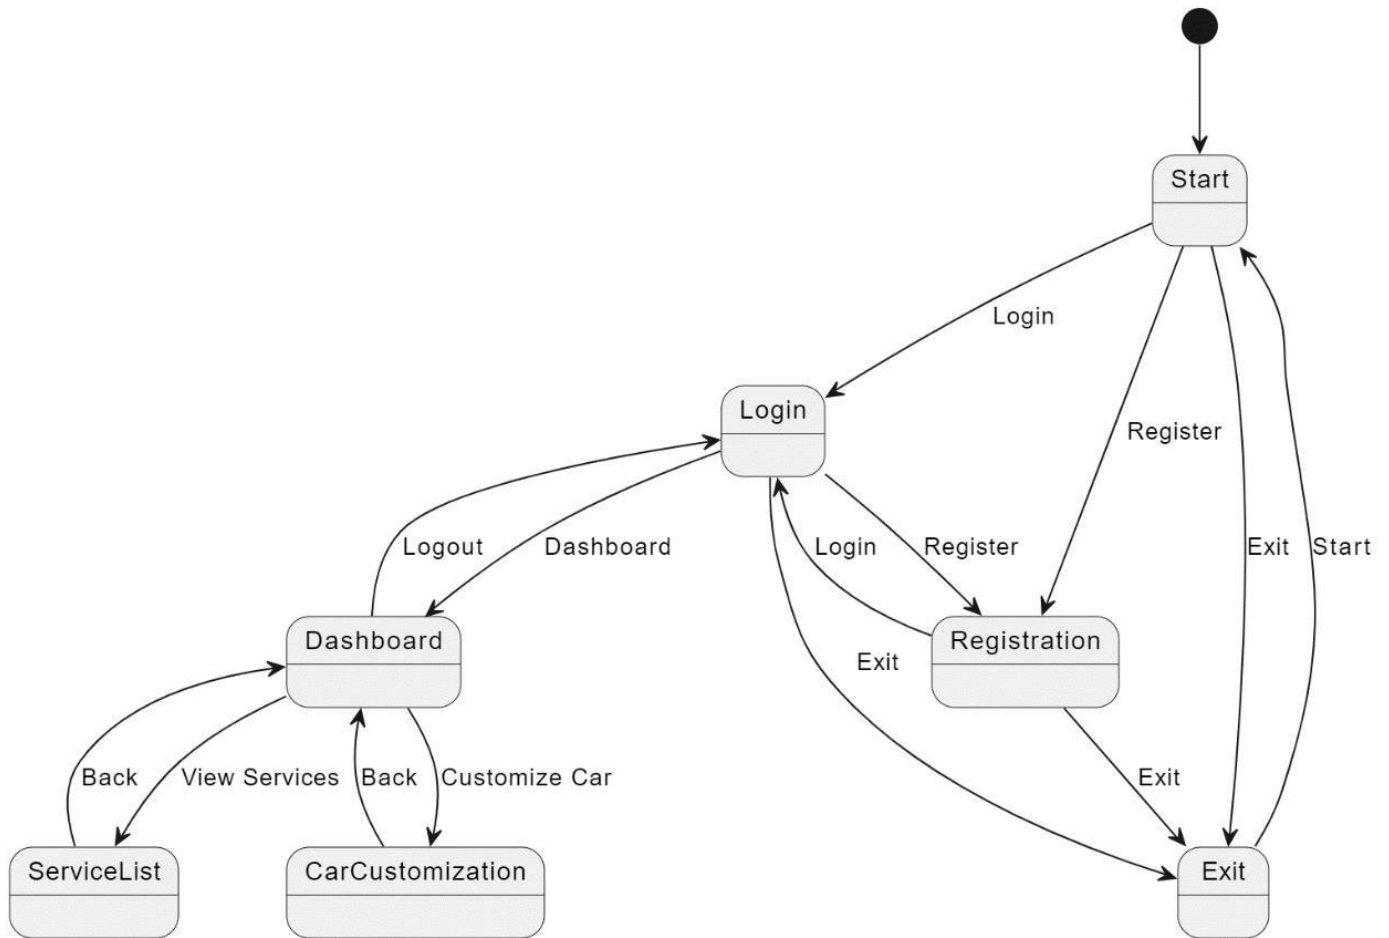 Start
Login
Login
Register
Logout
Dashboard
Login
Register
Exit
Start
Dashboard
Exit
Registration
Back
View Services
Back
Customize Car
Exit
ServiceList
CarCustomization
Exit